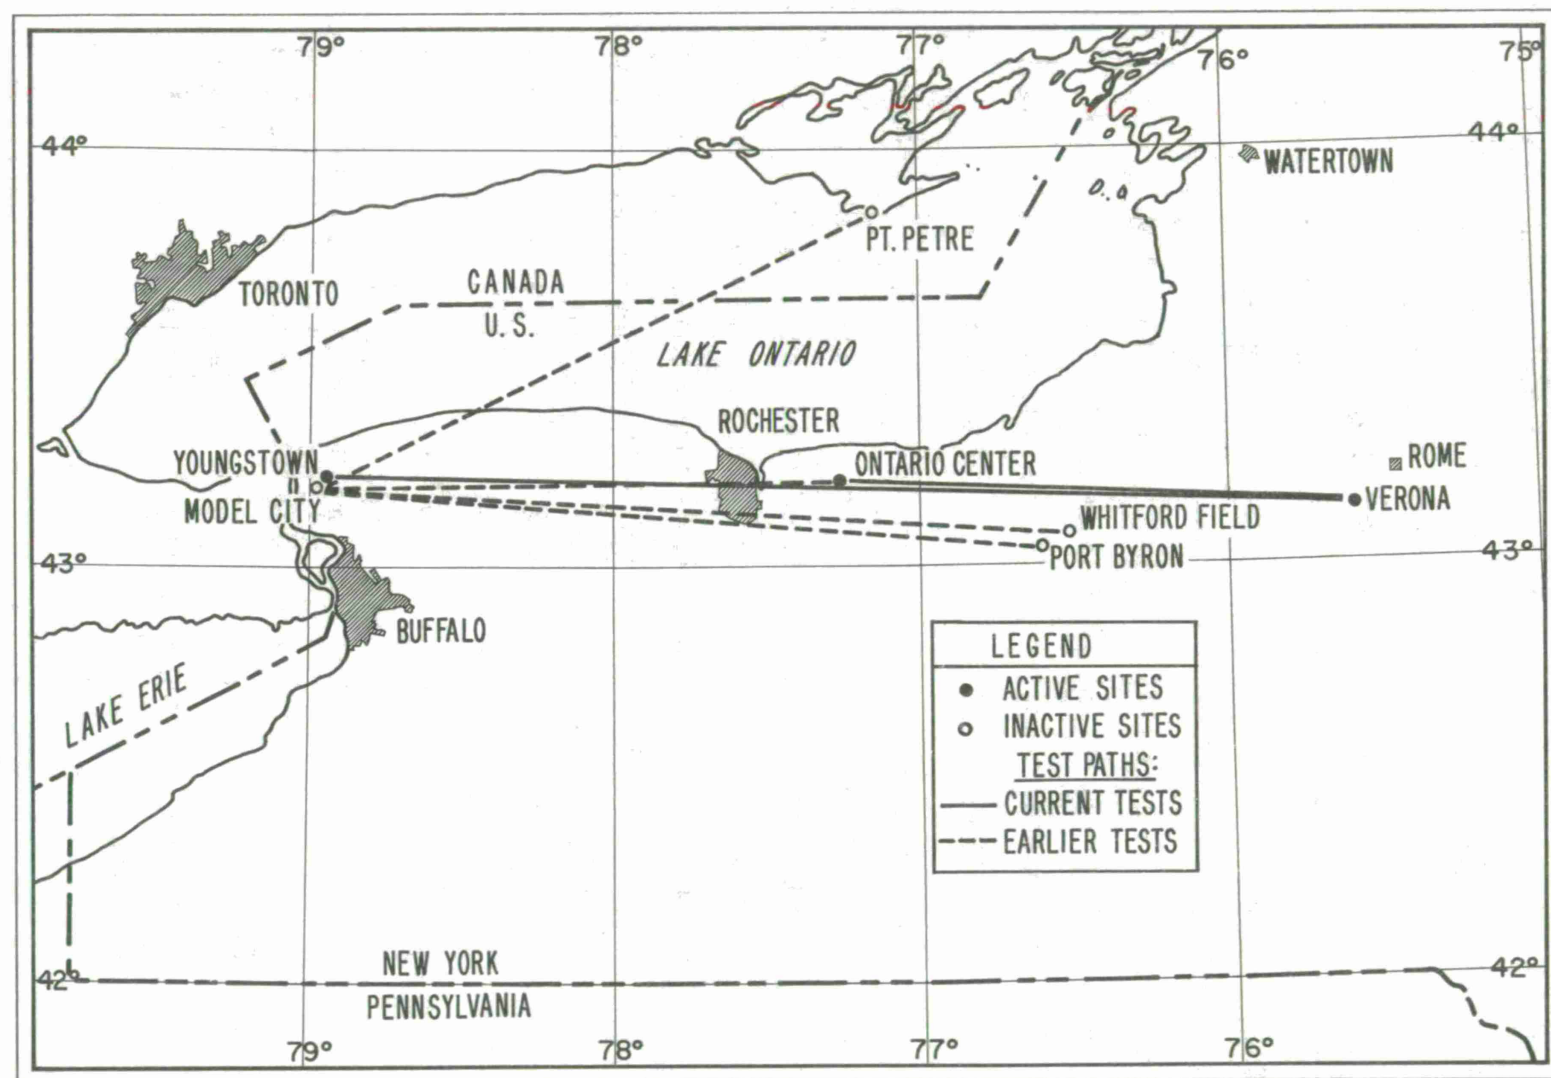 79°
78°
77°
76°
75°
44°
44°
WATERTOWN
PT. PETRE
TORONTO
CANADA
U.S.
LAKE ONTARIO
ROCHESTER
YOUNGSTOWN
ONTARIO CENTER
ROME
MODEL CITY
VERONA
WHITFORD FIELD
PORT BYRON
43°
43°
BUFFALO
LAKE ERIE
LEGEND
ACTIVE SITES
INACTIVE SITES
TEST PATHS:
CURRENT TESTS
EARLIER TESTS
NEW YORK
PENNSYLVANIA
42°
42°
79°
78°
77°
76°